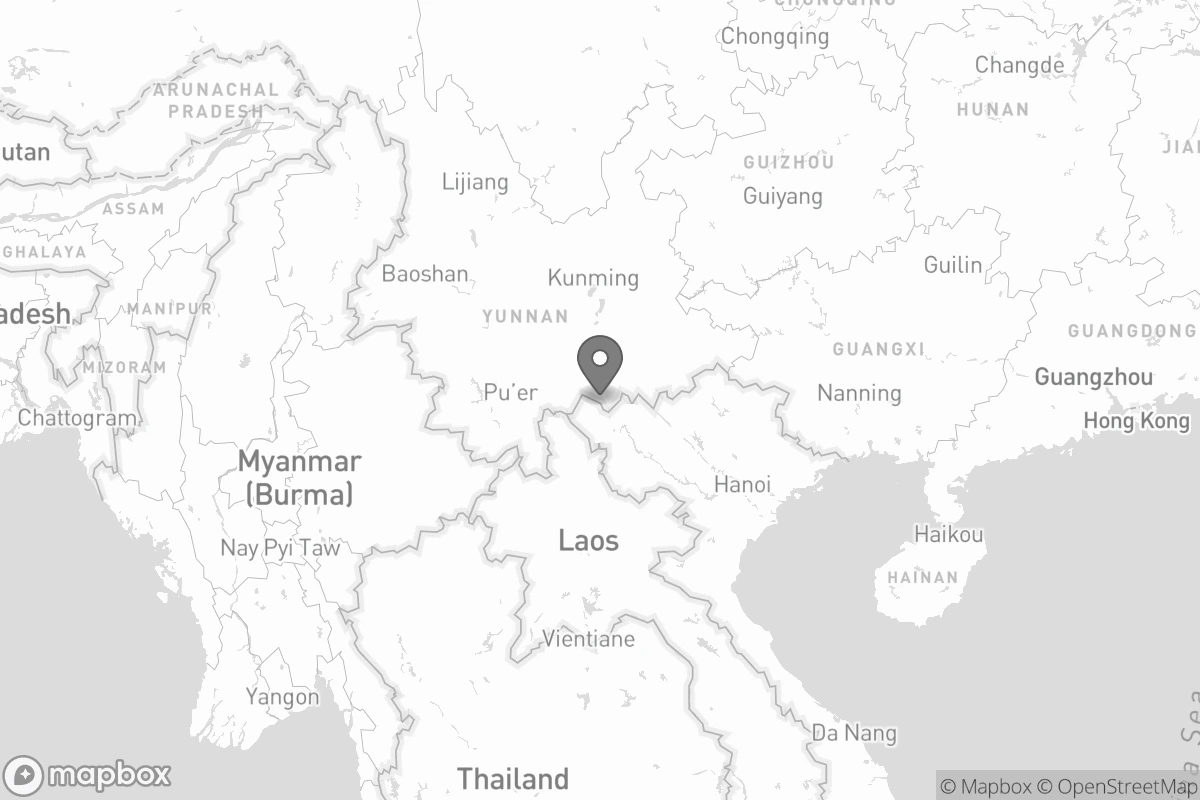 CHONGQING
Chongqing
Changde
ARUNACHAL
PRADESH
HUNAN
utan
JIAI
GUIZHOU
Lijiang
Guiyang
ASSAM
GHALAYA
Guilin
Baoshan
Kunming
adesh
MANIPUR
YUNNAN
GUANGDONG
GUANGXI
MIZORAM
Guangzhou
Pu’er
Nanning
Chattogram
Hong Kong
Myanmar
(Burma)
Hanoi
Haikou
Laos
Nay Pyi Taw
HAINAN
Vientiane
Yangon
Da Nang
Sea
Thailand
mapbox
© Mapbox © OpenStreetMap